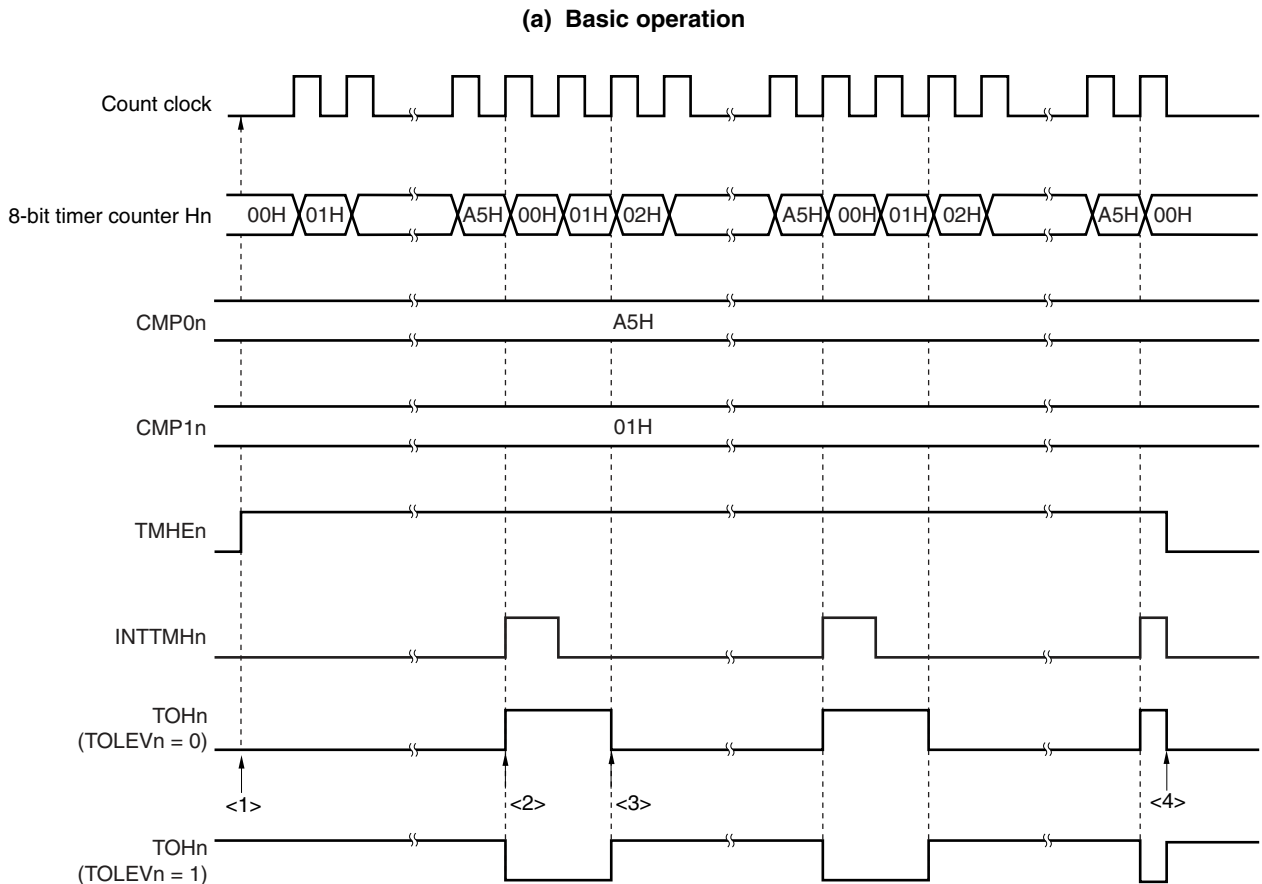 (a) Basic operation
Count clock
8-bit timer counter Hn
00H 01H A5H 00H 01H 02H A5H 00H 01H 02H A5H 00H
CMP0n
A5H
CMP1n
01H
TMHEn
INTTMHn
TOHn
(TOLEVn = 0)
<1> <2> <3> <4>
TOHn
(TOLEVn = 1)